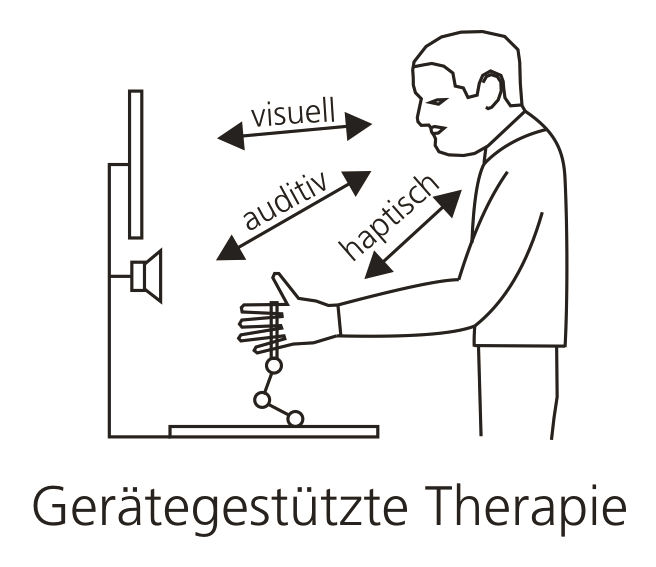 visuell
auditiv
haptisch
Gerätegestützte Therapie